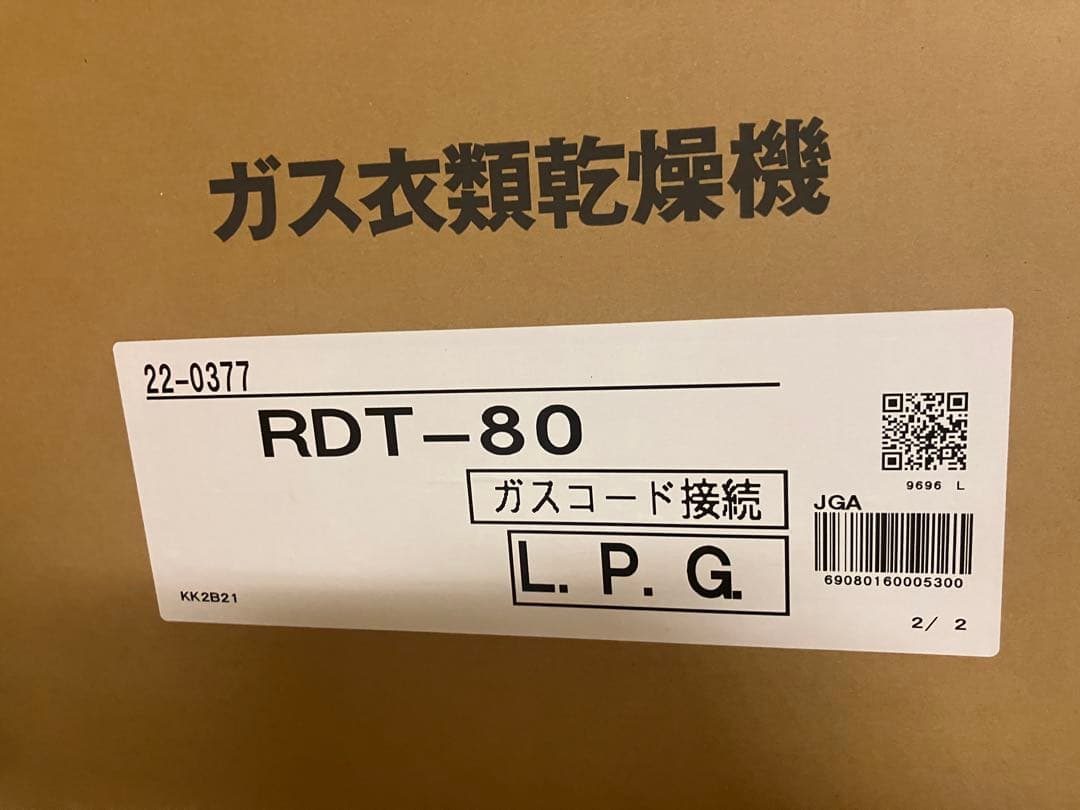 ガス衣類乾燥機
22-0377
RDT-80
ガスコード接続
L.P.G.
KK2B21
9696 L
JGA
69080160005300
2/ 2